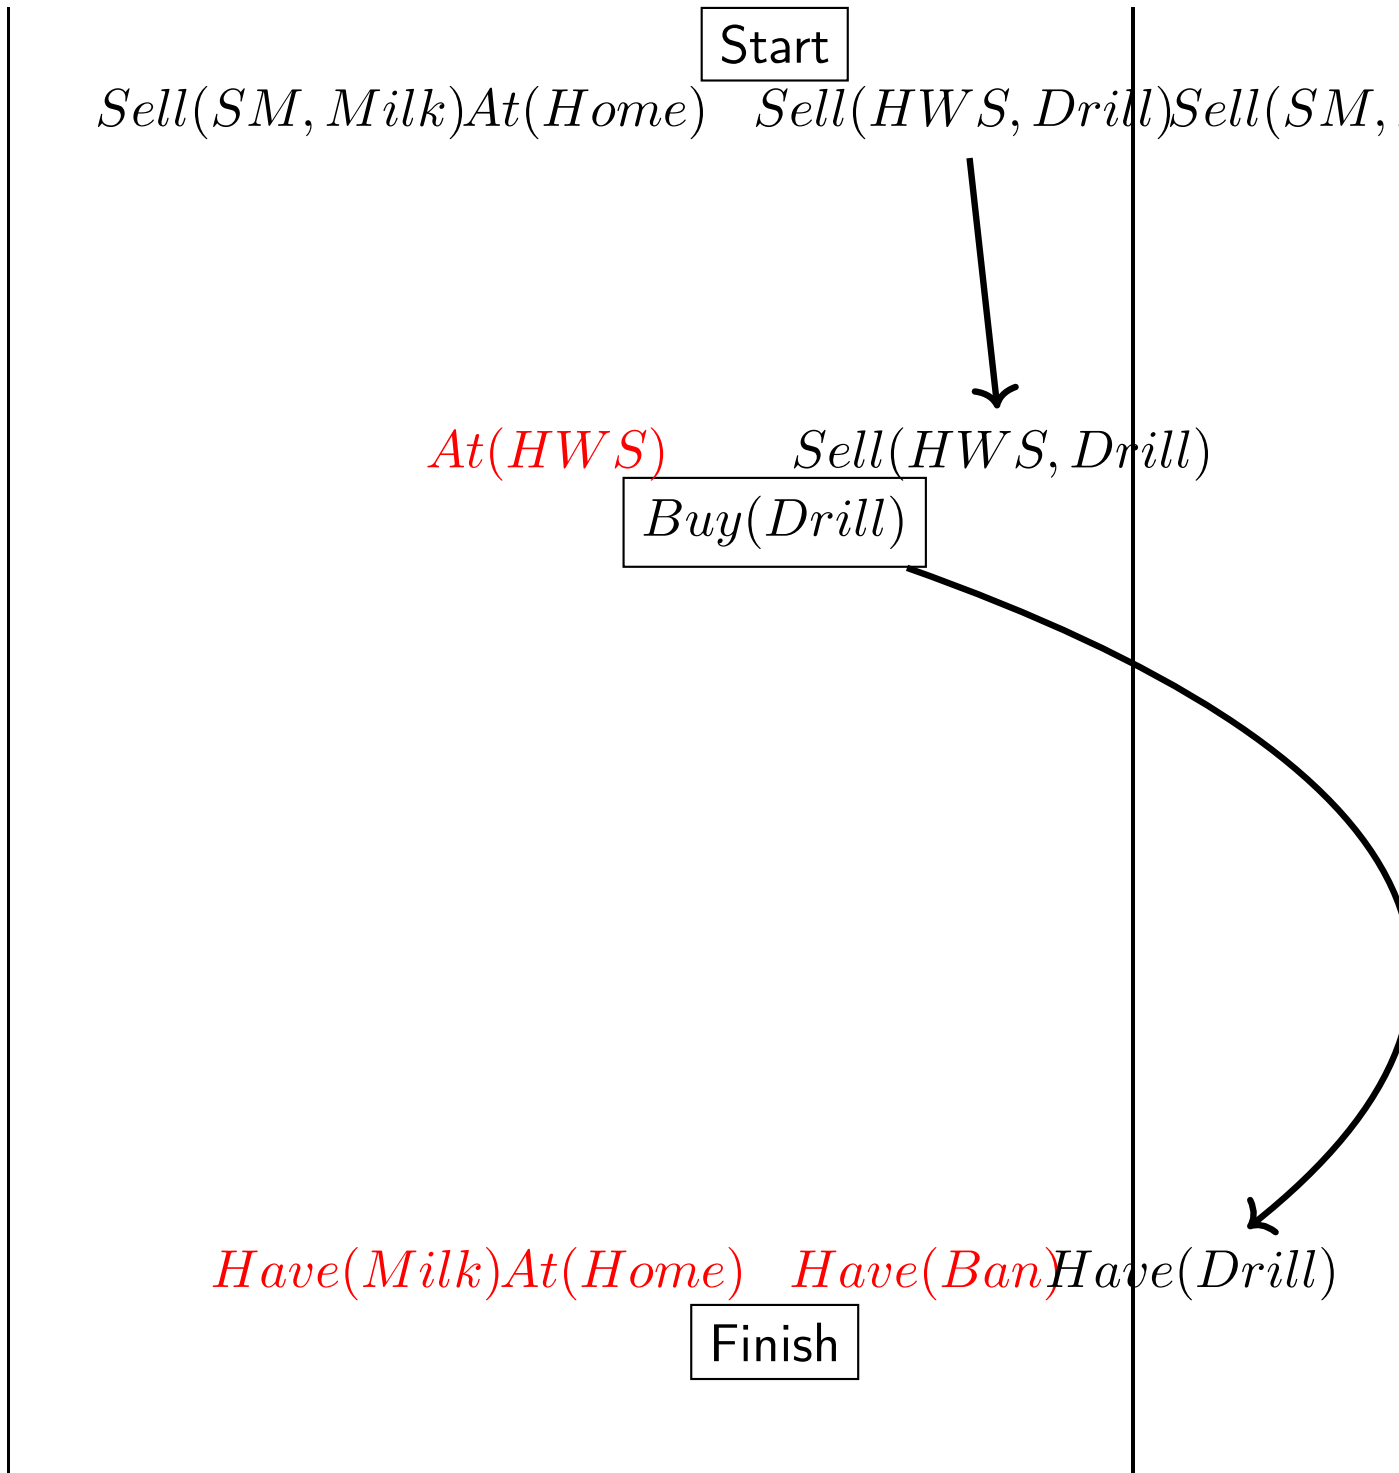 Start
Sell(SM, Milk) At(Home) Sell(HWS, Drill) Sell(SM,
At(HWS) Sell(HWS, Drill)
Buy(Drill)
Have(Milk) At(Home) Have(Ban) Have(Drill)
Finish